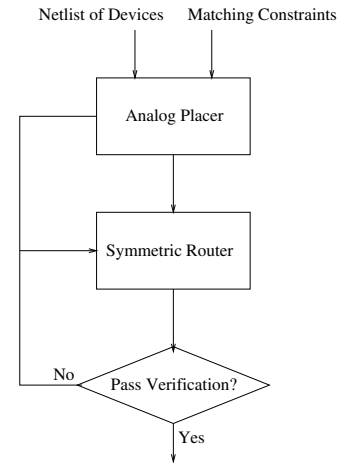 Netlist of Devices
Matching Constraints
Analog Placer
Symmetric Router
No
Pass Verification?
Yes